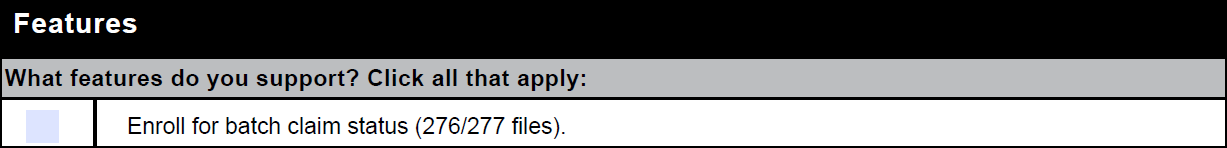 Features
What features do you support? Click all that apply:
Enroll for batch claim status (276/277 files).